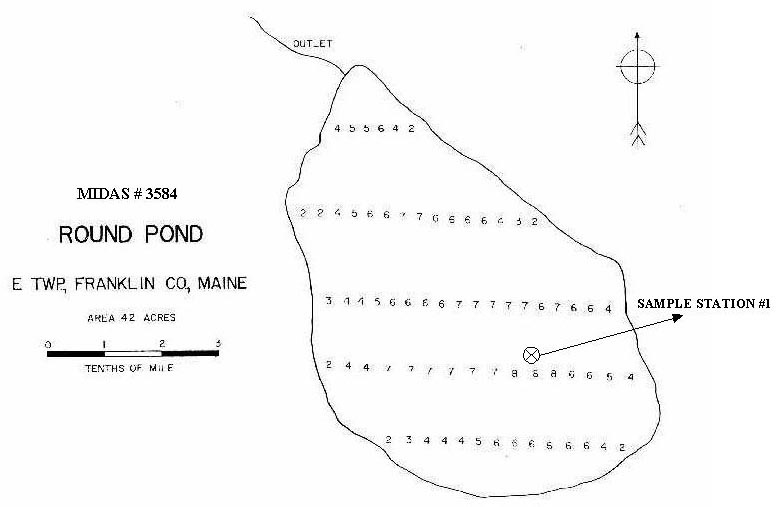 OUTLET
4 5 5 6 4 2
MIDAS # 3584
2 2 4 5 6 6 7 7 6 6 6 6 4 3 2
ROUND POND
E TWP., FRANKLIN CO., MAINE
3 4 4 5 6 6 6 6 7 7 7 7 7 6 7 6 6 4
SAMPLE STATION #1
AREA 42 ACRES
0 1 2 3
TENTHS OF MILE
2 4 4 7 7 7 7 7 7 8 8 8 6 6 5 4
2 3 4 4 4 5 6 6 6 5 6 6 4 2